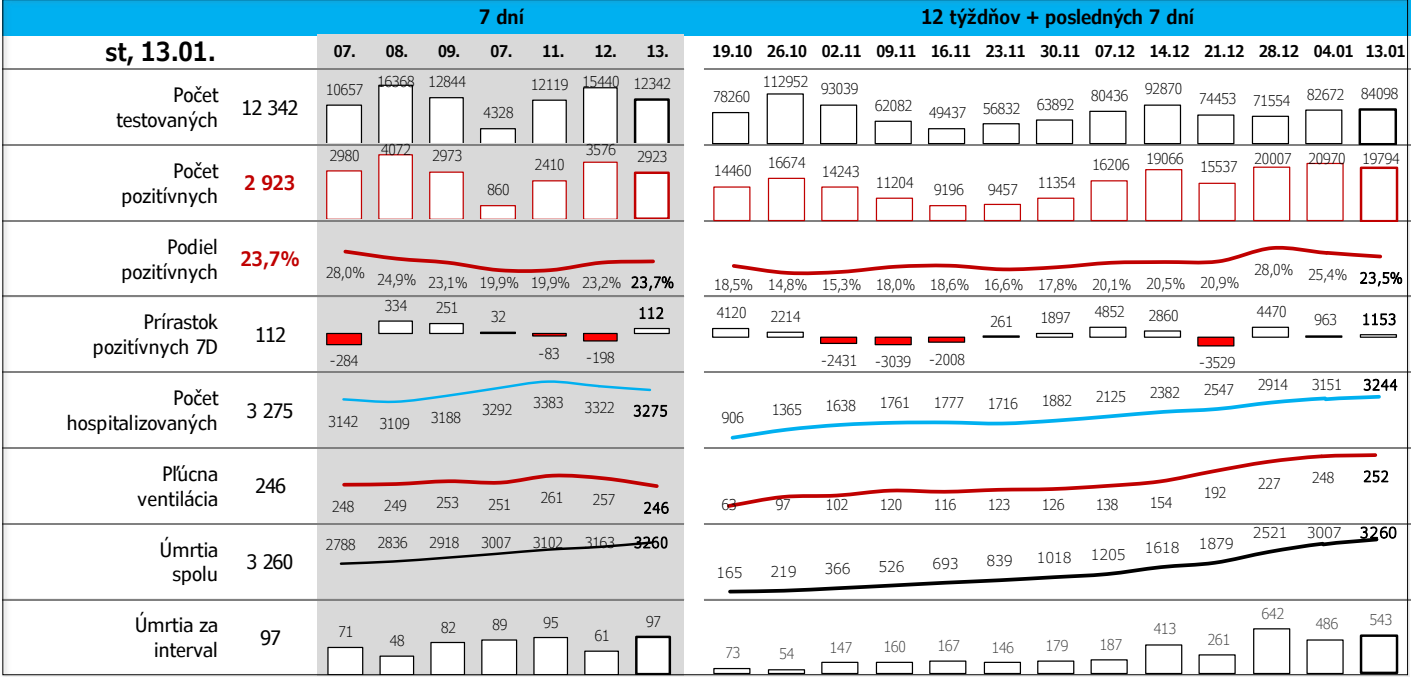 7 dní 12 týždňov + posledných 7 dní
st, 13.01. 07. 08. 09. 07. 11. 12. 13. 19.10 26.10 02.11 09.11 16.11 23.11 30.11 07.12 14.12 21.12 28.12 04.01 13.01
Počet testovaných 12 342 10657 16368 12844 4328 12119 15440 12342 78260 112952 93039 62082 49437 56832 63892 80436 92870 74453 71554 82672 84098
Počet pozitívnych 2 923 2980 4072 2973 860 2410 3576 2923 14460 16674 14243 11204 9196 9457 11354 16206 19066 15537 20007 20970 19794
Podiel pozitívnych 23,7% 28,0% 24,9% 23,1% 19,9% 19,9% 23,2% 23,7% 18,5% 14,8% 15,3% 18,0% 18,6% 16,6% 17,8% 20,1% 20,5% 20,9% 28,0% 25,4% 23,5%
Prírastok pozitívnych 7D 112 -284 334 251 32 -83 -198 112 4120 2214 -2431 -3039 -2008 261 1897 4852 2860 -3529 4470 963 1153
Počet hospitalizovaných 3 275 3142 3109 3188 3292 3383 3322 3275 906 1365 1638 1761 1777 1716 1882 2125 2382 2547 2914 3151 3244
Pľúcna ventilácia 246 248 249 253 251 261 257 246 63 97 102 120 116 123 126 138 154 192 227 248 252
Úmrtia spolu 3 260 2788 2836 2918 3007 3102 3163 3260 165 219 366 526 693 839 1018 1205 1618 1879 2521 3007 3260
Úmrtia za interval 97 71 48 82 89 95 61 97 73 54 147 160 167 146 179 187 413 261 642 486 543